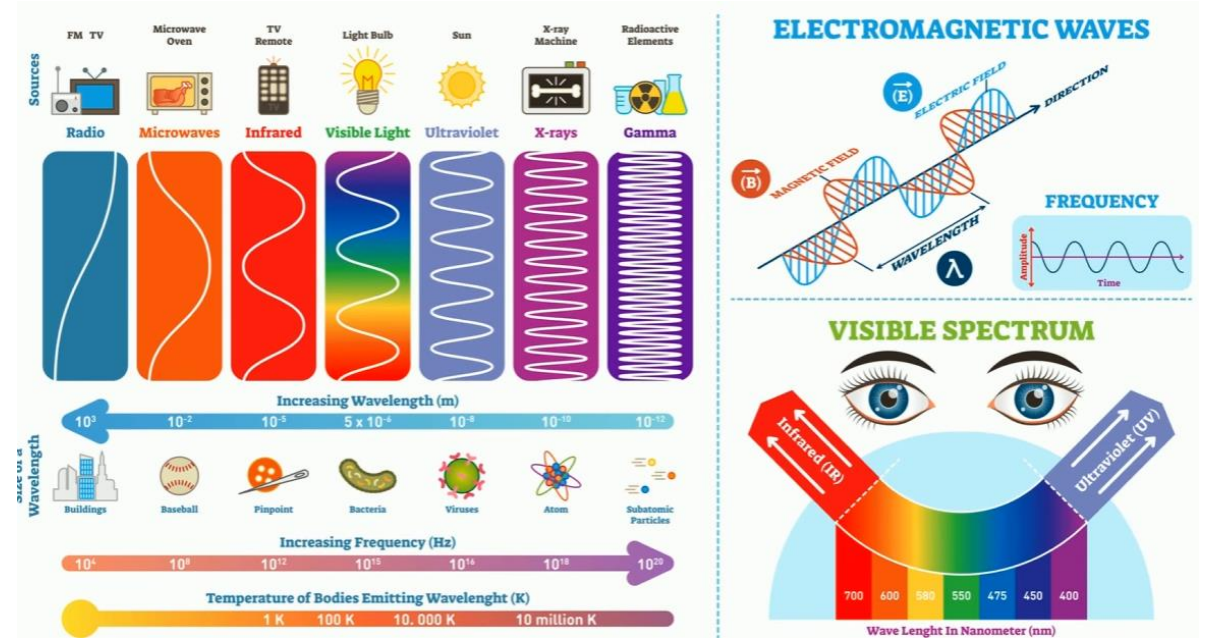 FM TV
Microwave
Oven
TV
Remote
Light Bulb
Sun
X-ray
Machine
Radioactive
Elements
Sources
TV
Radio
Microwaves
Infrared
Visible Light
Ultraviolet
X-rays
Gamma
Increasing Wavelength (m)
10³ 10⁻² 10⁻⁵ 5 x 10⁻⁶ 10⁻⁸ 10⁻¹⁰ 10⁻¹²
Wavelength
Buildings
Baseball
Pinpoint
Bacteria
Viruses
Atom
Subatomic
Particles
Increasing Frequency (Hz)
10⁴ 10⁸ 10¹² 10¹⁵ 10¹⁶ 10¹⁸ 10²⁰
Temperature of Bodies Emitting Wavelenght (K)
1 K 100 K 10. 000 K 10 million K
ELECTROMAGNETIC WAVES
(E)
ELECTRIC FIELD
DIRECTION
(B)
MAGNETIC FIELD
WAVELENGTH
λ
FREQUENCY
Amplitude
Time
VISIBLE SPECTRUM
Infrared (IR)
Ultraviolet (UV)
700 600 580 550 475 450 400
Wave Lenght In Nanometer (nm)